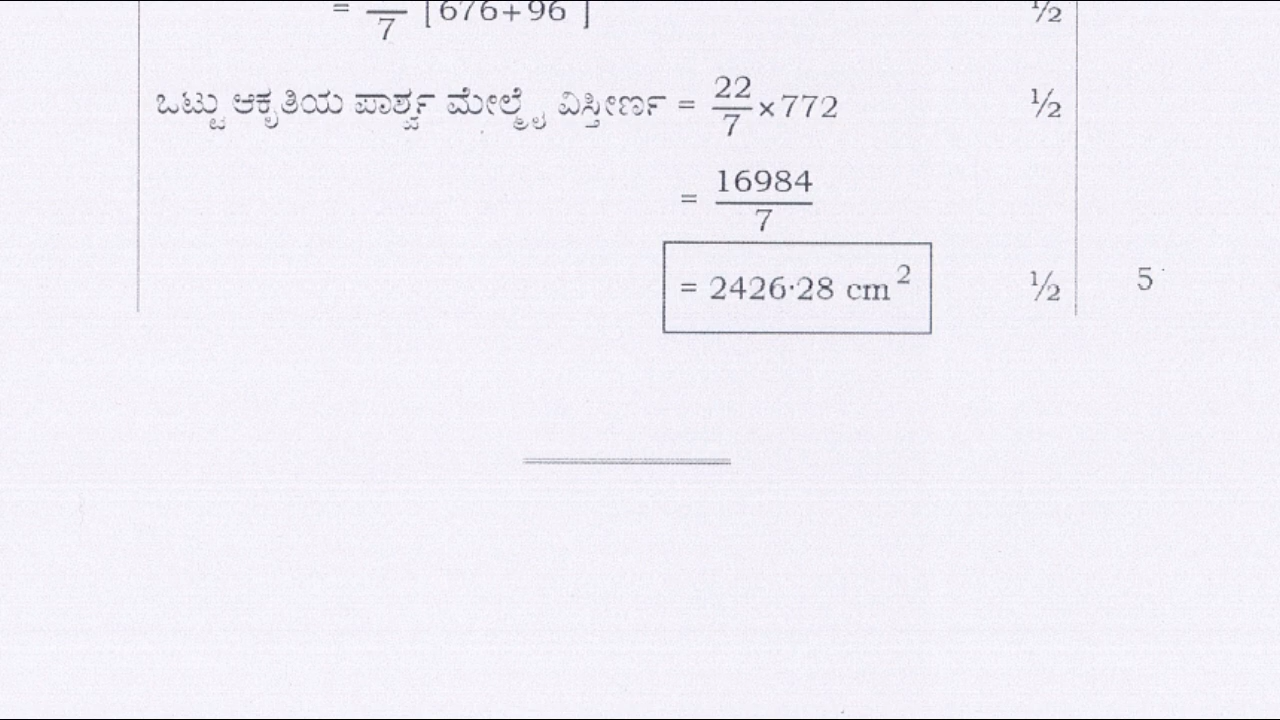 = /7 [676+96 ] ½
ಒಟ್ಟು ಆಕೃತಿಯ ಪಾರ್ಶ್ವ ಮೇಲ್ಮೈ ವಿಸ್ತೀರ್ಣ = 22/7 ×772 ½
= 16984/7
= 2426·28 cm² ½ 5